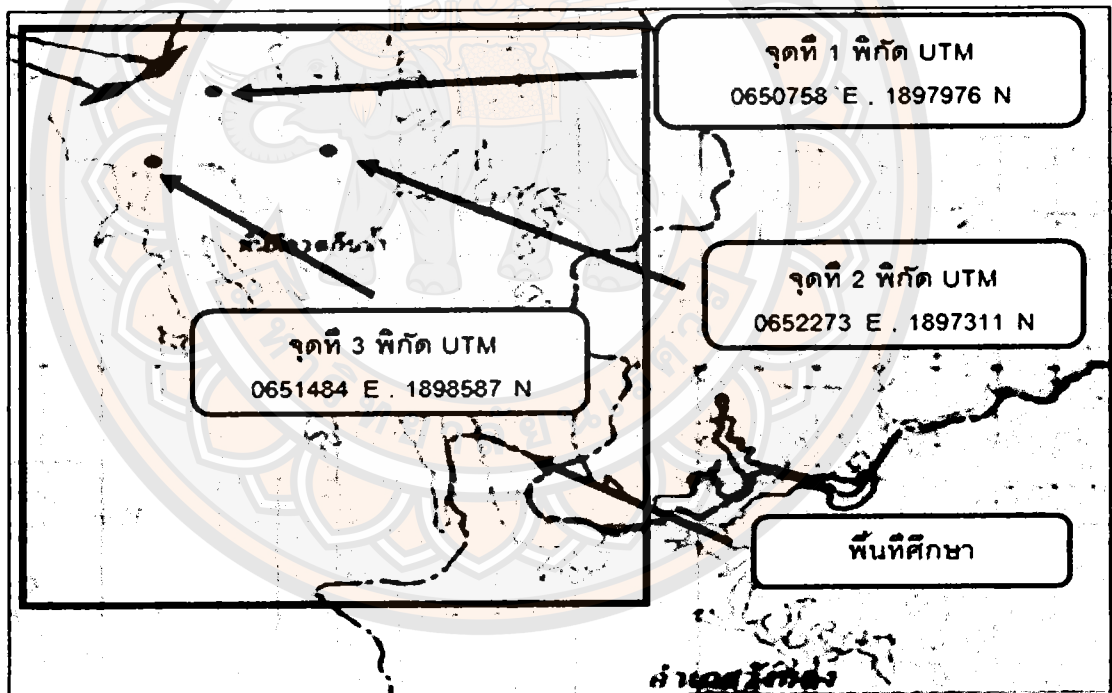 จุดที่ 1 พิกัด UTM
0650758 E . 1897976 N
จุดที่ 2 พิกัด UTM
0652273 E . 1897311 N
จุดที่ 3 พิกัด UTM
0651484 E . 1898587 N
พื้นที่ศึกษา